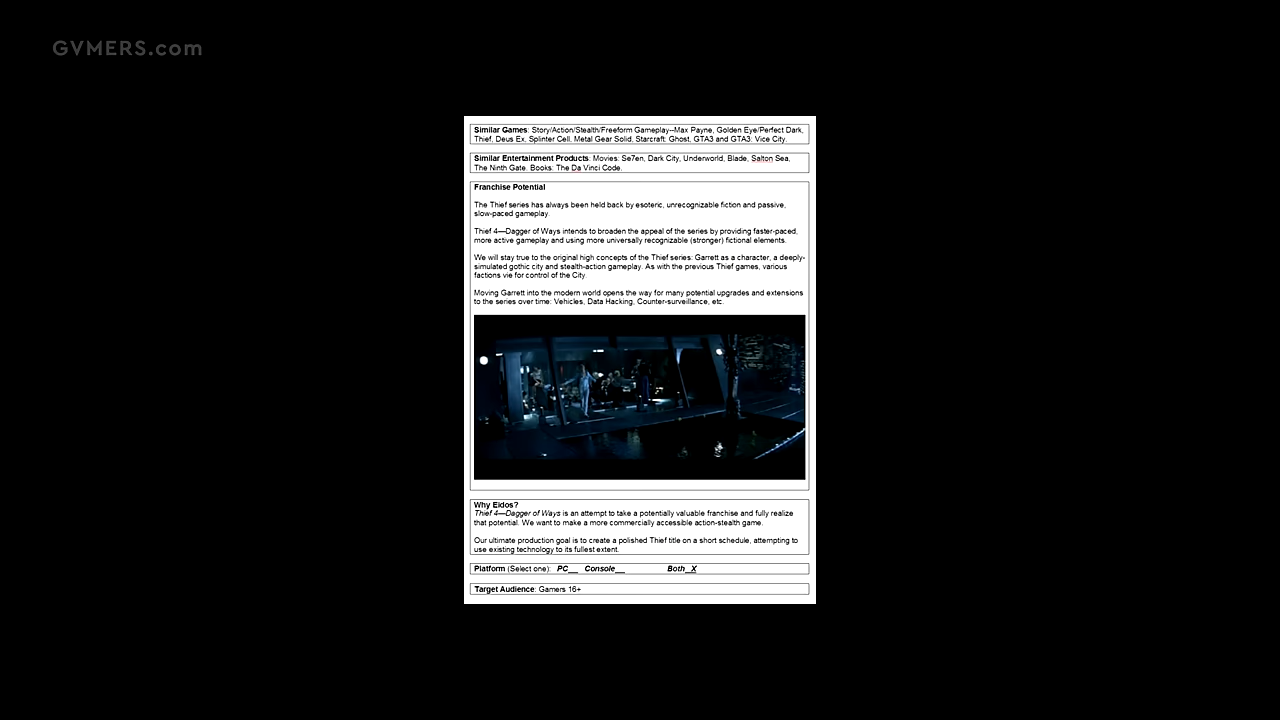 GVMERS.com
Similar Games: Story/Action/Stealth/Freeform Gameplay--Max Payne, Golden Eye/Perfect Dark,
Thief, Deus Ex, Splinter Cell. Metal Gear Solid, Starcraft: Ghost, GTA3 and GTA3: Vice City.
Similar Entertainment Products: Movies: Se7en, Dark City, Underworld, Blade, Salton Sea,
The Ninth Gate. Books: The Da Vinci Code.
Franchise Potential
The Thief series has always been held back by esoteric, unrecognizable fiction and passive,
slow-paced gameplay.
Thief 4—Dagger of Ways intends to broaden the appeal of the series by providing faster-paced,
more active gameplay and using more universally recognizable (stronger) fictional elements.
We will stay true to the original high concepts of the Thief series: Garrett as a character, a deeply-
simulated gothic city and stealth-action gameplay. As with the previous Thief games, various
factions vie for control of the City.
Moving Garrett into the modern world opens the way for many potential upgrades and extensions
to the series over time: Vehicles, Data Hacking, Counter-surveillance, etc.
Why Eidos?
Thief 4—Dagger of Ways is an attempt to take a potentially valuable franchise and fully realize
that potential. We want to make a more commercially accessible action-stealth game.
Our ultimate production goal is to create a polished Thief title on a short schedule, attempting to
use existing technology to its fullest extent.
Platform (Select one): PC__ Console__ Both_X
Target Audience: Gamers 16+